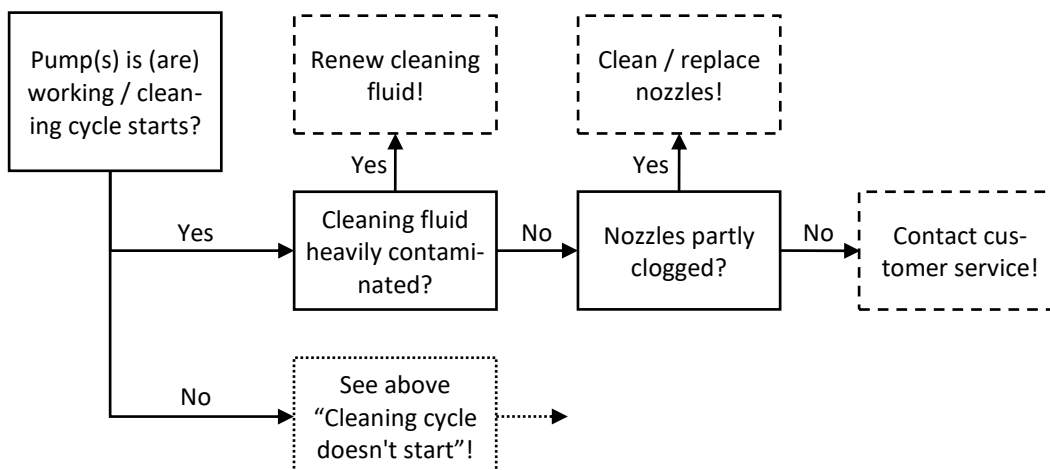 Pump(s) is (are)
working / clean-
ing cycle starts?
Renew cleaning
fluid!
Clean / replace
nozzles!
Yes
Yes
Yes
Cleaning fluid
heavily contami-
nated?
No
Nozzles partly
clogged?
No
Contact cus-
tomer service!
No
See above
“Cleaning cycle
doesn't start”!